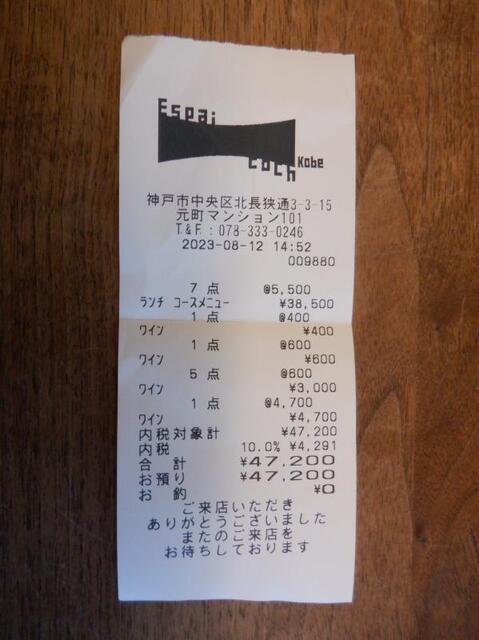 Espai
Coch Kobe
神戸市中央区北長狭通3-3-15
元町マンション101
T.& F. : 078-333-0246
2023-08-12 14:52
009880
7 点 @5,500
ﾗﾝﾁ ｺｰｽﾒﾆｭｰ ¥38,500
1 点 @400
ﾜｲﾝ ¥400
1 点 @600
ﾜｲﾝ ¥600
5 点 @600
ﾜｲﾝ ¥3,000
1 点 @4,700
ﾜｲﾝ ¥4,700
内税対象計 ¥47,200
内税 10.0% ¥4,291
合 計 ¥47,200
お預り ¥47,200
お 釣 ¥0
ご来店いただき
ありがとうございました
またのご来店を
お待ちしております